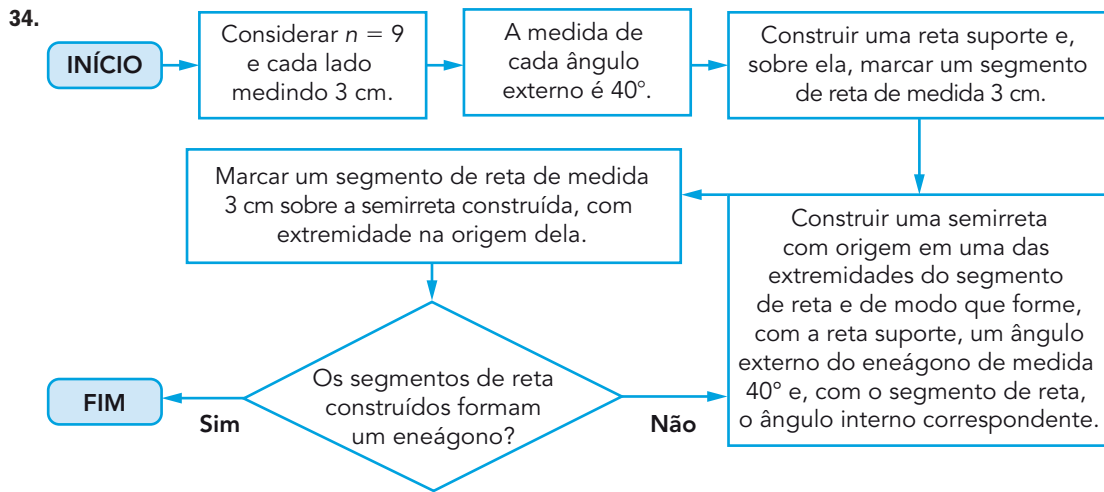 34.
INÍCIO
Considerar n = 9
e cada lado
medindo 3 cm.
A medida de
cada ângulo
externo é 40°.
Construir uma reta suporte e,
sobre ela, marcar um segmento
de reta de medida 3 cm.
Construir uma semirreta
com origem em uma das
extremidades do segmento
de reta e de modo que forme,
com a reta suporte, um ângulo
externo do eneágono de medida
40° e, com o segmento de reta,
o ângulo interno correspondente.
Marcar um segmento de reta de medida
3 cm sobre a semirreta construída, com
extremidade na origem dela.
Os segmentos de reta
construídos formam
um eneágono?
Sim
Não
FIM